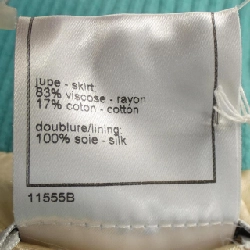 jupe - skirt
83% viscose - rayon
17% coton - cotton
doublure/lining:
100% soie - silk
11555B